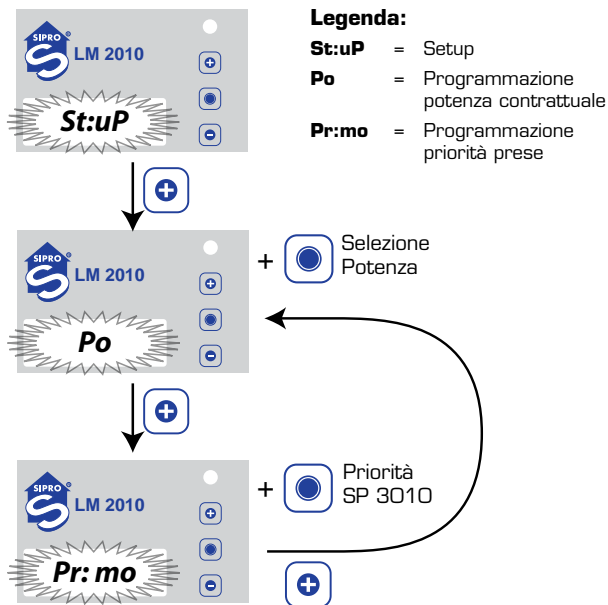 Legenda:
St:uP = Setup
Po = Programmazione
potenza contrattuale
Pr:mo = Programmazione
priorità prese
SIPRO
LM 2010
St:uP
SIPRO
LM 2010
Po
+ Selezione
Potenza
SIPRO
LM 2010
Pr: mo
+ Priorità
SP 3010